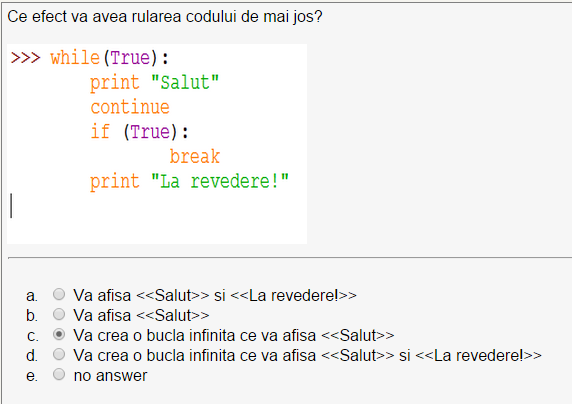 Ce efect va avea rularea codului de mai jos?
>>> while(True):
        print "Salut"
        continue
        if (True):
                break
        print "La revedere!"
a. Va afisa <<Salut>> si <<La revedere!>>
b. Va afisa <<Salut>>
c. Va crea o bucla infinita ce va afisa <<Salut>>
d. Va crea o bucla infinita ce va afisa <<Salut>> si <<La revedere!>>
e. no answer